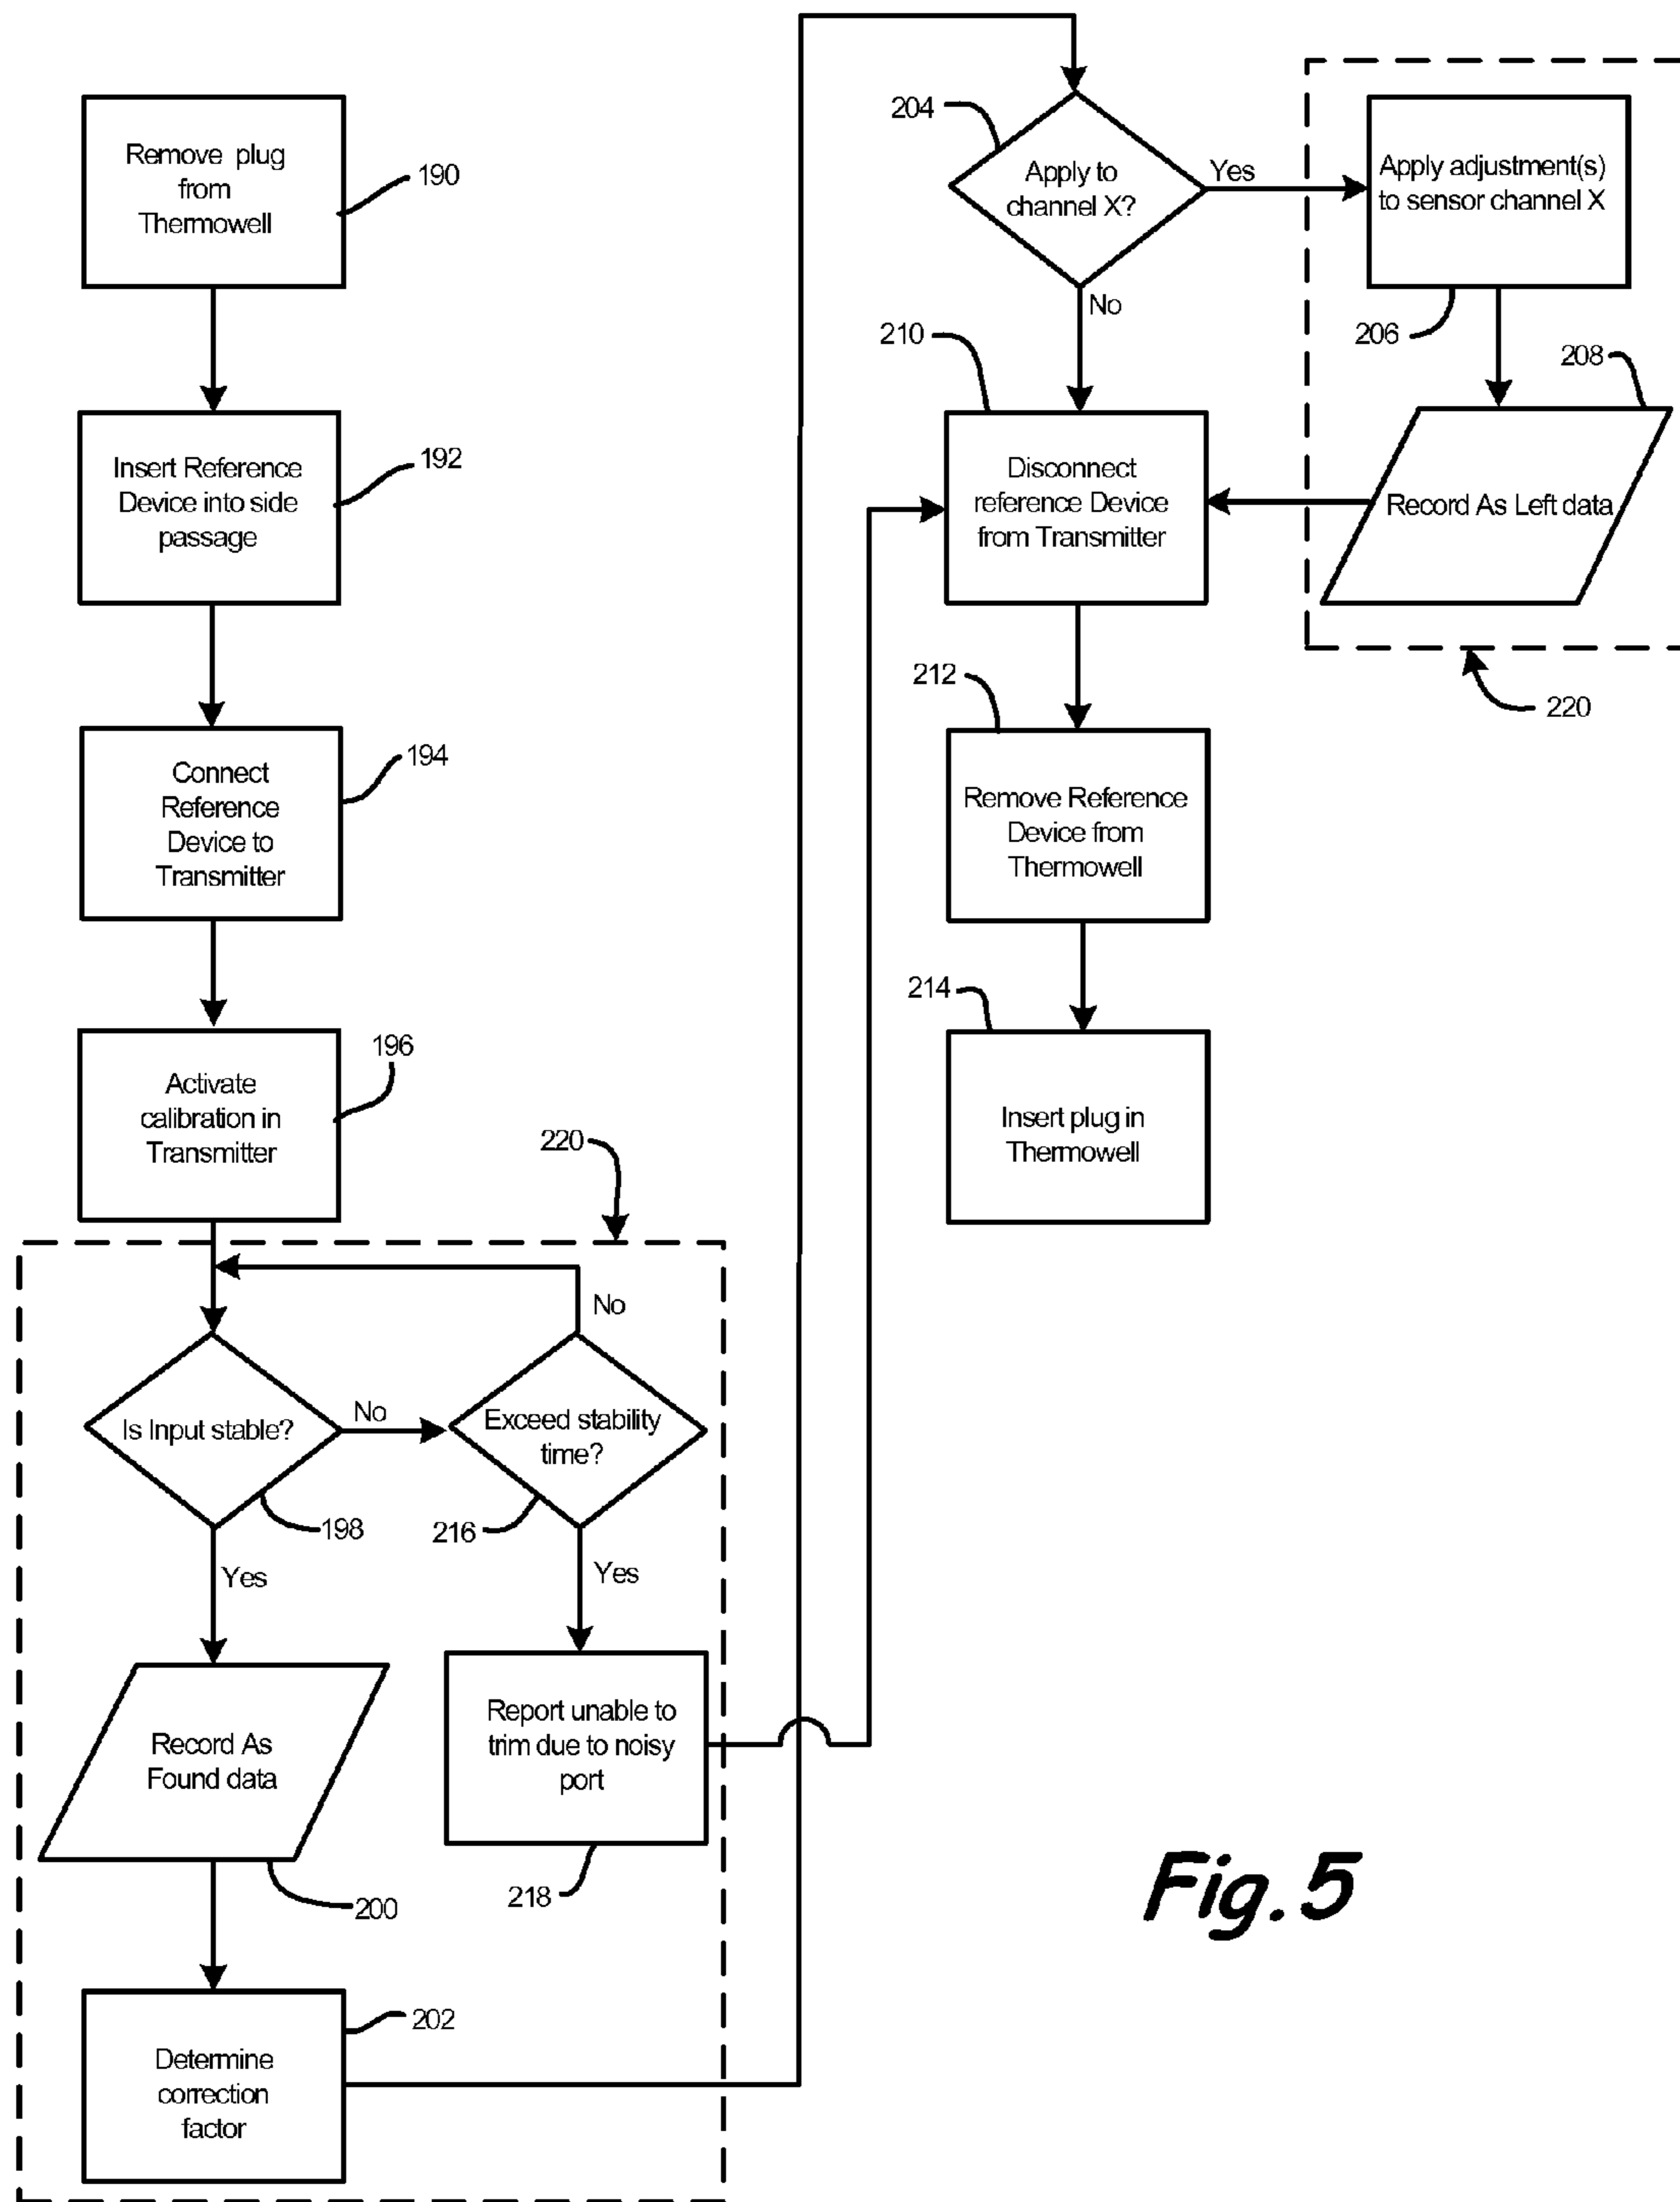 Remove plug
from
Thermowell
190
Insert Reference
Device into side
passage
192
Connect
Reference
Device to
Transmitter
194
Activate
calibration in
Transmitter
196
220
Is Input stable?
No
198
Yes
Exceed stability
time?
No
216
Yes
Record As
Found data
200
Report unable to
trim due to noisy
port
218
Determine
correction
factor
202
204
Apply to
channel X?
Yes
No
Apply adjustment(s)
to sensor channel X
206
208
Record As Left data
220
210
Disconnect
reference Device
from Transmitter
212
Remove Reference
Device from
Thermowell
214
Insert plug in
Thermowell
Fig. 5